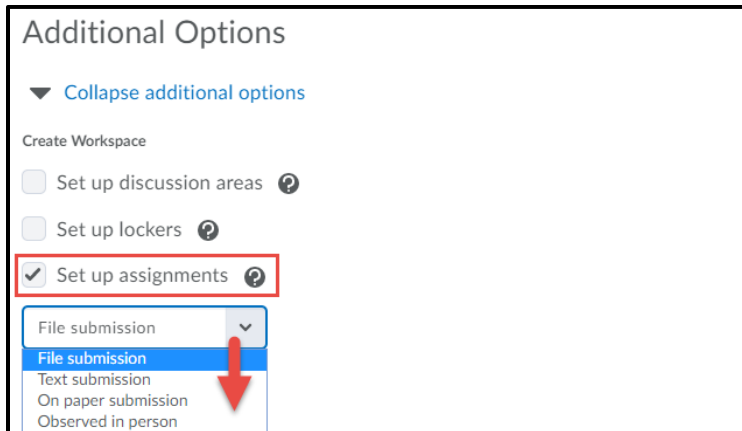 Additional Options
Collapse additional options
Create Workspace
Set up discussion areas ?
Set up lockers ?
Set up assignments ?
File submission
File submission
Text submission
On paper submission
Observed in person